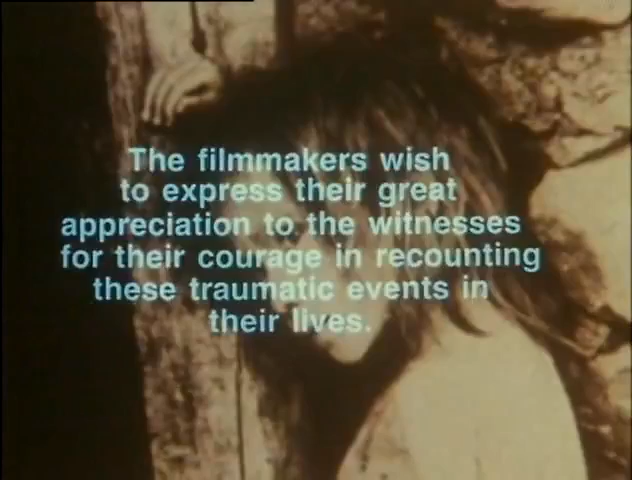 The filmmakers wish
to express their great
appreciation to the witnesses
for their courage in recounting
these traumatic events in
their lives.